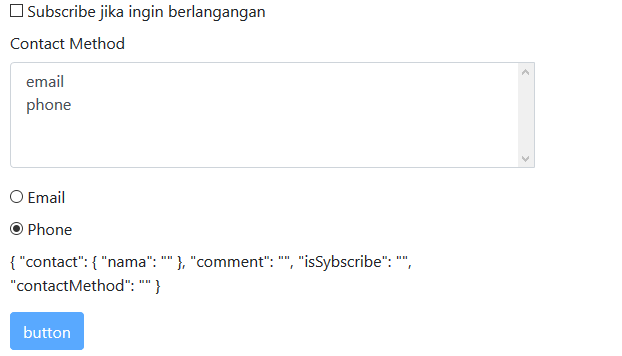 Subscribe jika ingin berlangangan
Contact Method
email
phone
Email
Phone
{ "contact": { "nama": "" }, "comment": "", "isSybscribe": "",
"contactMethod": "" }
button